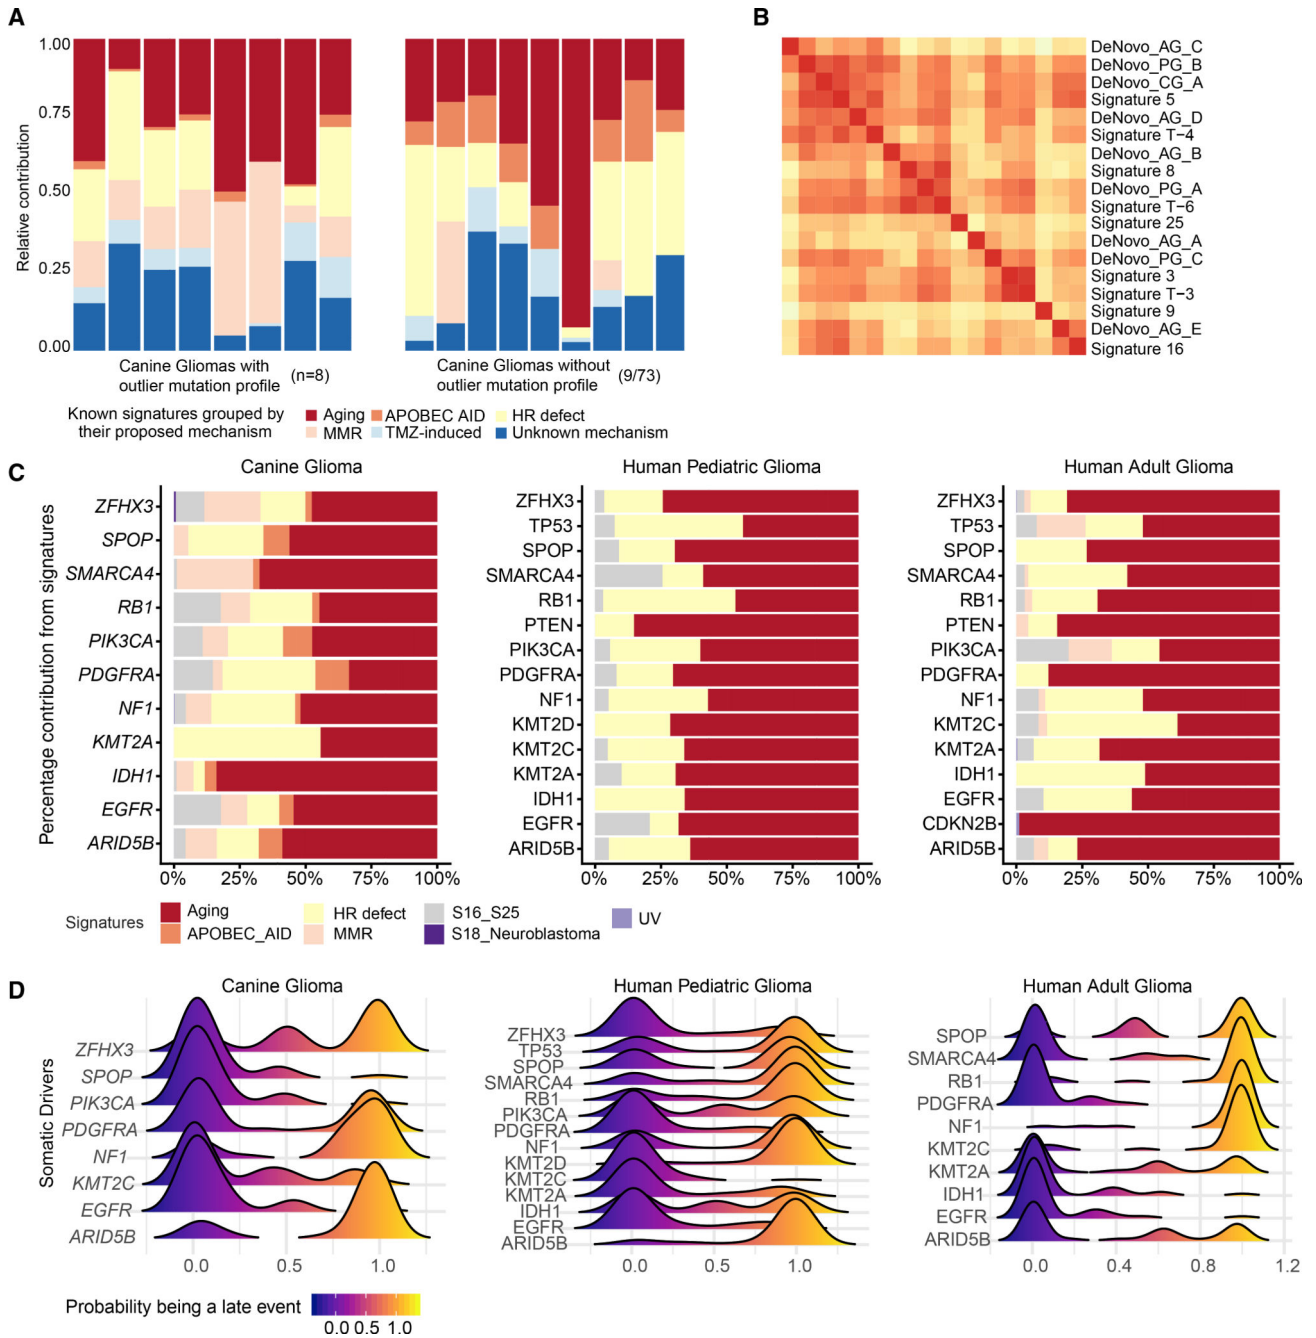 A
B
1.00
0.75
0.50
0.25
0.00
Relative contribution
Canine Gliomas with
outlier mutation profile
(n=8)
Canine Gliomas without
outlier mutation profile
(9/73)
Known signatures grouped by
their proposed mechanism
Aging
APOBEC AID
HR defect
MMR
TMZ-induced
Unknown mechanism
DeNovo_AG_C
DeNovo_PG_B
DeNovo_CG_A
Signature 5
DeNovo_AG_D
Signature T-4
DeNovo_AG_B
Signature 8
DeNovo_PG_A
Signature T-6
Signature 25
DeNovo_AG_A
DeNovo_PG_C
Signature 3
Signature T-3
Signature 9
DeNovo_AG_E
Signature 16
C
Percentage contribution from signatures
Canine Glioma
ZFHX3
SPOP
SMARCA4
RB1
PIK3CA
PDGFRA
NF1
KMT2A
IDH1
EGFR
ARID5B
0% 25% 50% 75% 100%
Human Pediatric Glioma
ZFHX3
TP53
SPOP
SMARCA4
RB1
PTEN
PIK3CA
PDGFRA
NF1
KMT2D
KMT2C
KMT2A
IDH1
EGFR
ARID5B
0% 25% 50% 75% 100%
Human Adult Glioma
ZFHX3
TP53
SPOP
SMARCA4
RB1
PTEN
PIK3CA
PDGFRA
NF1
KMT2C
KMT2A
IDH1
EGFR
CDKN2B
ARID5B
0% 25% 50% 75% 100%
Signatures
Aging
HR defect
S16_S25
UV
APOBEC_AID
MMR
S18_Neuroblastoma
D
Somatic Drivers
Canine Glioma
ZFHX3
SPOP
PIK3CA
PDGFRA
NF1
KMT2C
EGFR
ARID5B
0.0 0.5 1.0
Human Pediatric Glioma
ZFHX3
TP53
SPOP
SMARCA4
RB1
PIK3CA
PDGFRA
NF1
KMT2D
KMT2C
KMT2A
IDH1
EGFR
ARID5B
0.0 0.5 1.0
Human Adult Glioma
SPOP
SMARCA4
RB1
PDGFRA
NF1
KMT2C
KMT2A
IDH1
EGFR
ARID5B
0.0 0.4 0.8 1.2
Probability being a late event
0.0 0.5 1.0